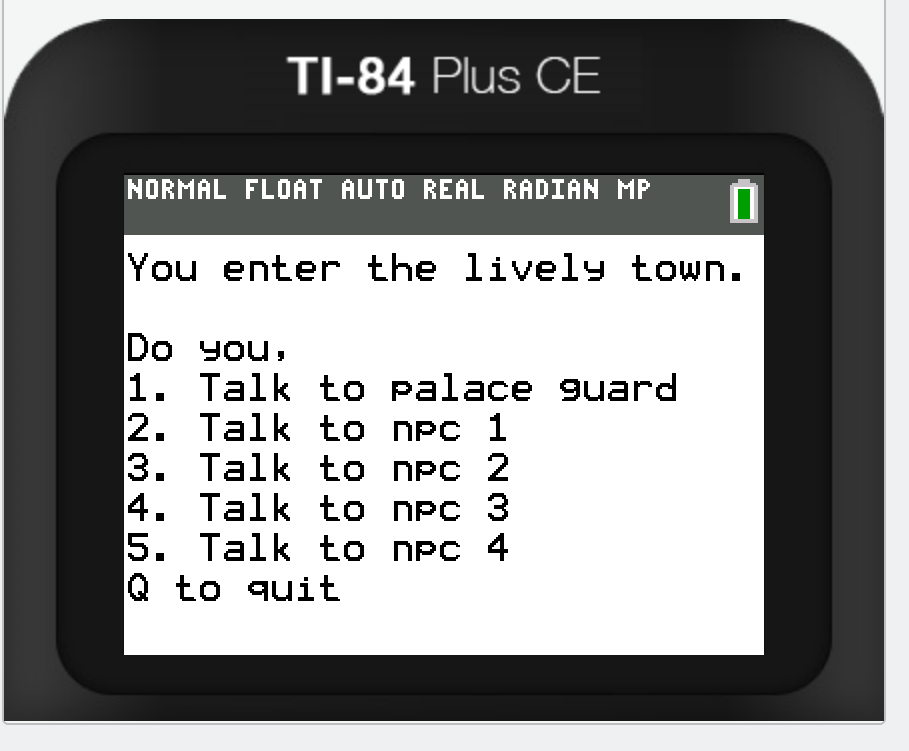 TI-84 Plus CE
NORMAL FLOAT AUTO REAL RADIAN MP
You enter the lively town.
Do you,
1. Talk to palace guard
2. Talk to npc 1
3. Talk to npc 2
4. Talk to npc 3
5. Talk to npc 4
Q to quit